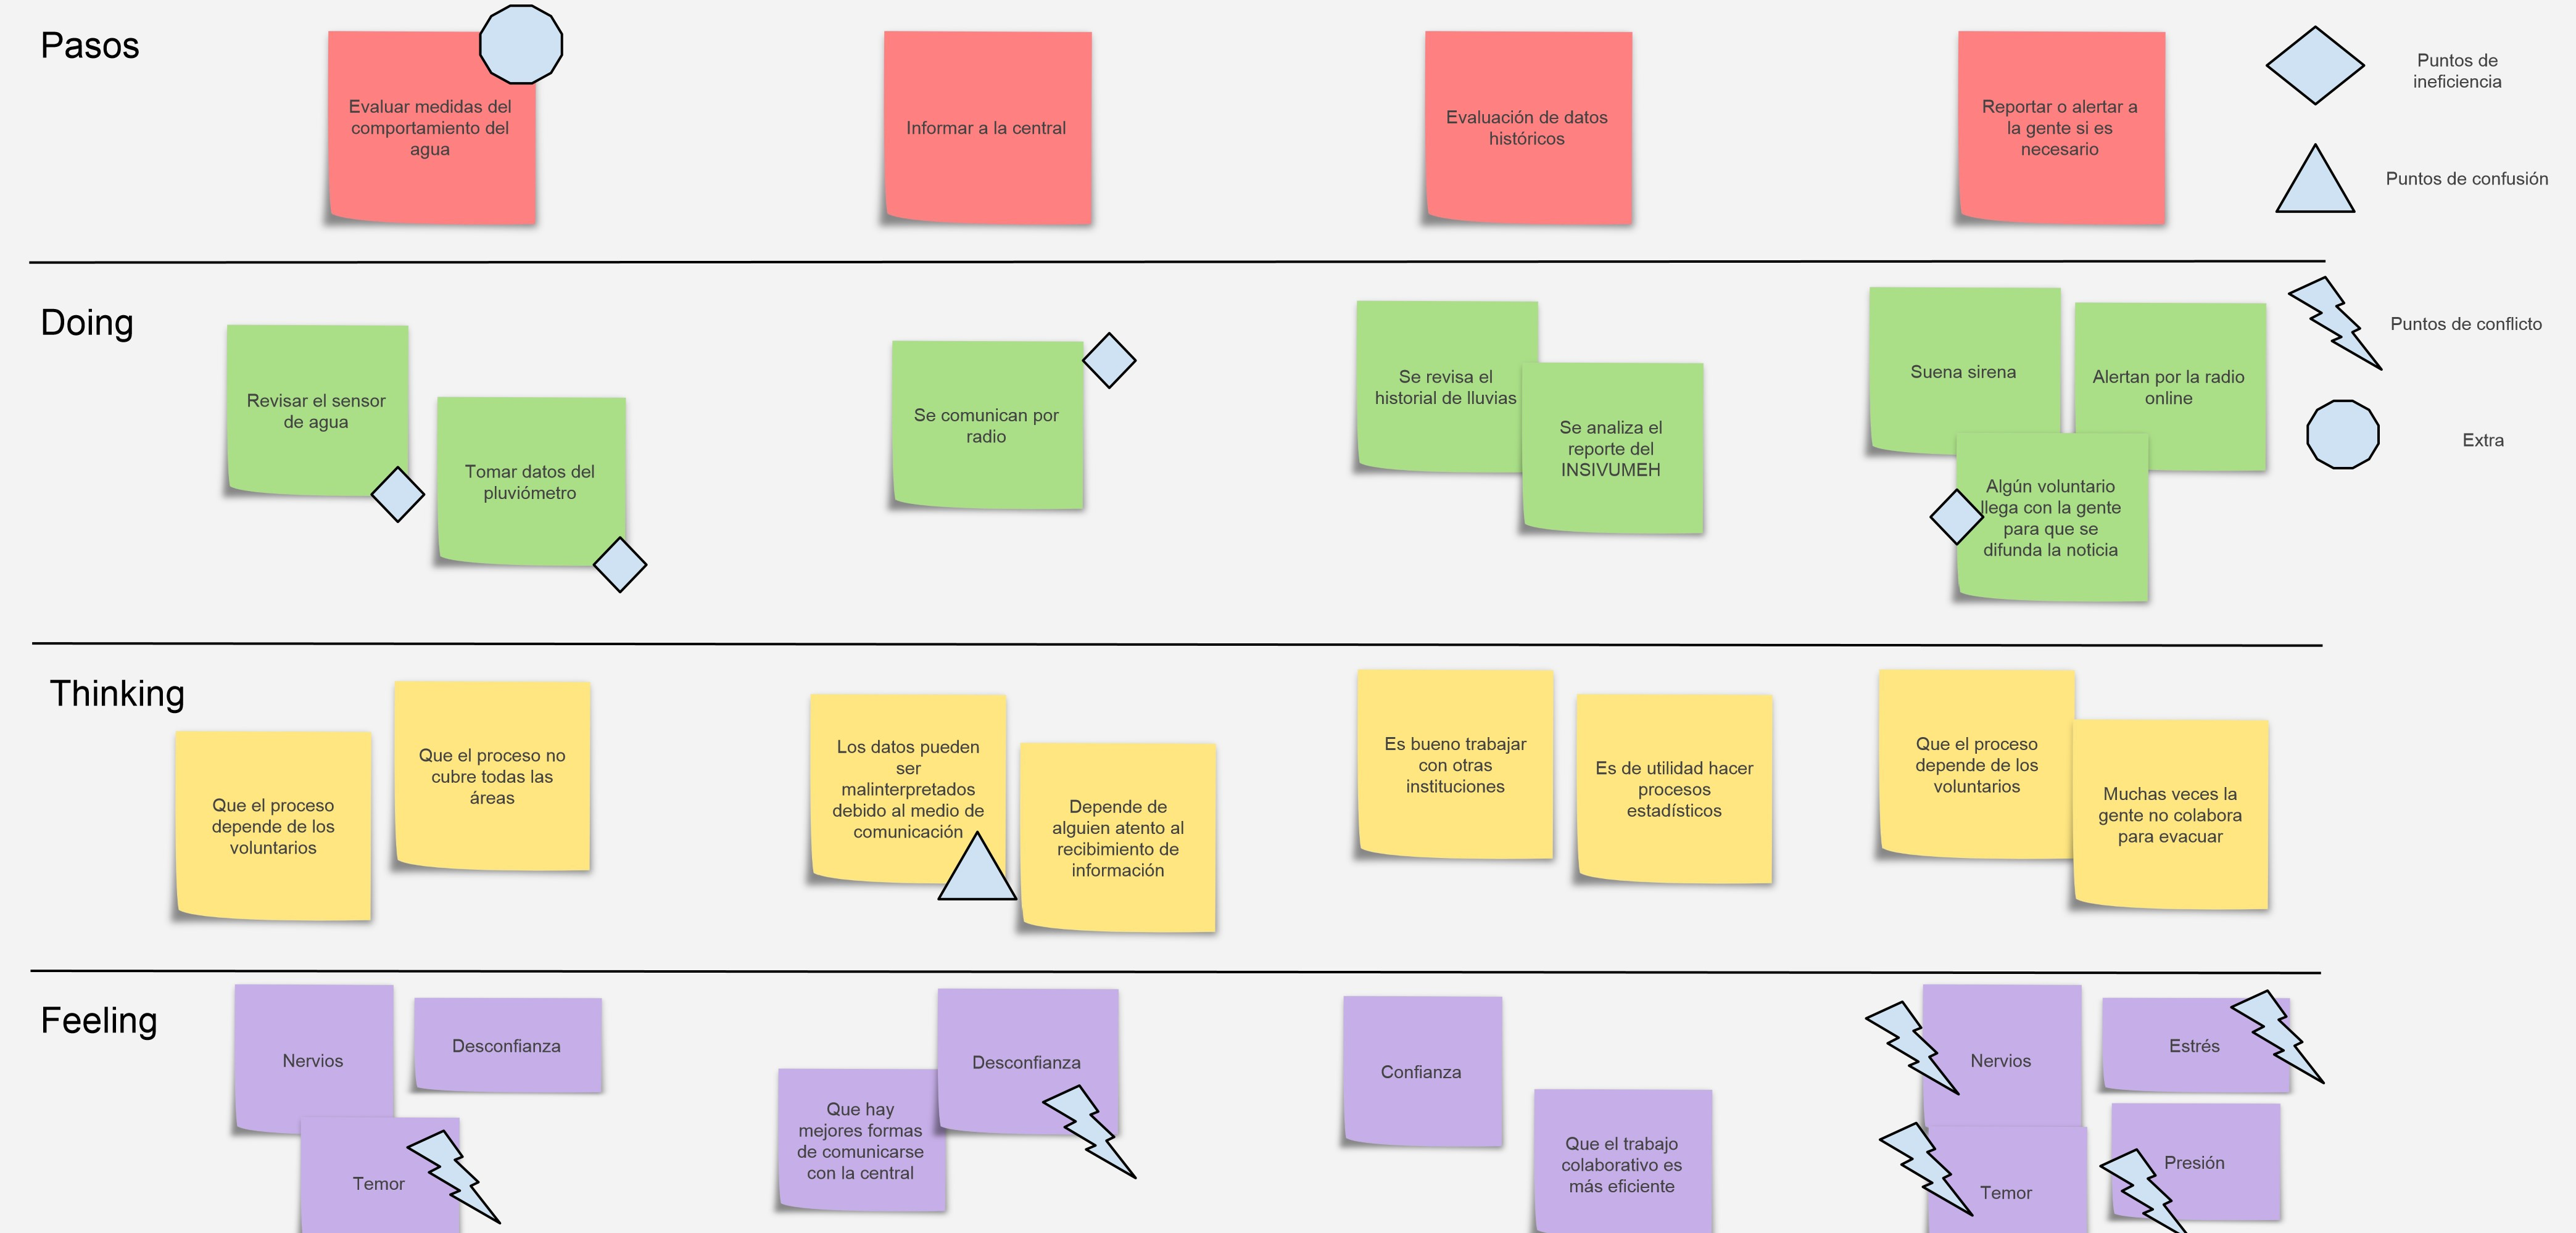 Pasos
Evaluar medidas del
comportamiento del
agua
Informar a la central
Evaluación de datos
históricos
Reportar o alertar a
la gente si es
necesario
Puntos de
ineficiencia
Puntos de confusión
Doing
Revisar el sensor
de agua
Tomar datos del
pluviómetro
Se comunican por
radio
Se revisa el
historial de lluvias
Se analiza el
reporte del
INSIVUMEH
Suena sirena
Alertan por la radio
online
Algún voluntario
llega con la gente
para que se
difunda la noticia
Puntos de conflicto
Extra
Thinking
Que el proceso
depende de los
voluntarios
Que el proceso no
cubre todas las
áreas
Los datos pueden
ser
malinterpretados
debido al medio de
comunicación
Depende de
alguien atento al
recibimiento de
información
Es bueno trabajar
con otras
instituciones
Es de utilidad hacer
procesos
estadísticos
Que el proceso
depende de los
voluntarios
Muchas veces la
gente no colabora
para evacuar
Feeling
Nervios
Desconfianza
Temor
Que hay
mejores formas
de comunicarse
con la central
Desconfianza
Confianza
Que el trabajo
colaborativo es
más eficiente
Nervios
Estrés
Temor
Presión